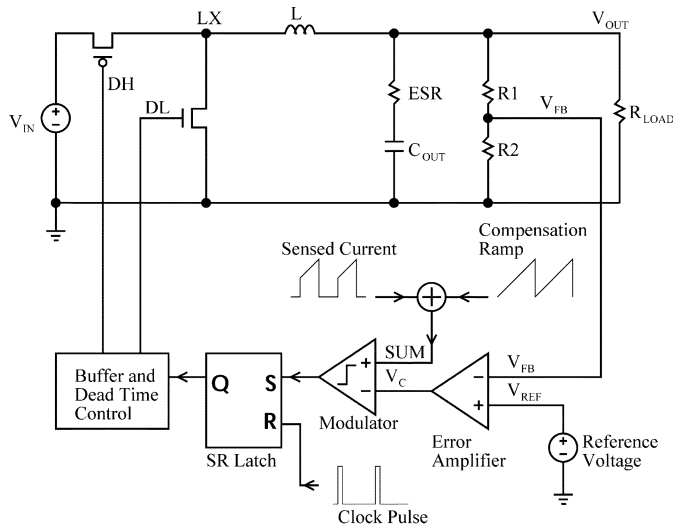 LX
L
V_OUT
DH
DL
ESR
R1
V_FB
V_IN
R_LOAD
C_OUT
R2
Sensed Current
Compensation
Ramp
SUM
V_C
V_FB
V_REF
Buffer and
Dead Time
Control
Q
S
R
Modulator
SR Latch
Error
Amplifier
Reference
Voltage
Clock Pulse